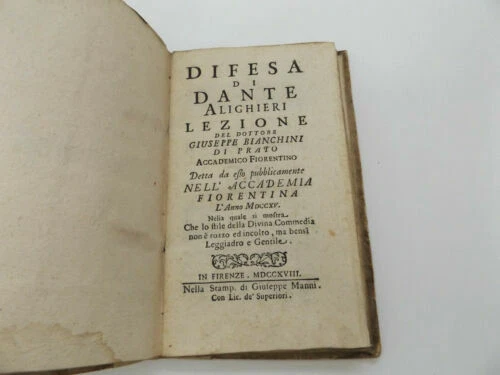 DIFESA
DI
DANTE
ALIGHIERI
LEZIONE
DEL DOTTORE
GIUSEPPE BIANCHINI
DI PRATO
ACCADEMICO FIORENTINO
Detta da eſſo pubblicamente
NELL' ACCADEMIA
FIORENTINA
L'Anno MDCCXV.
Nella quale si moſtra
Che lo ſtile della Divina Commedia
non è rozzo ed incolto, ma bensì
Leggiadro e Gentile.
IN FIRENZE. MDCCXVIII.
Nella Stamp. di Giuſeppe Manni.
Con Lic. de' Superiori.